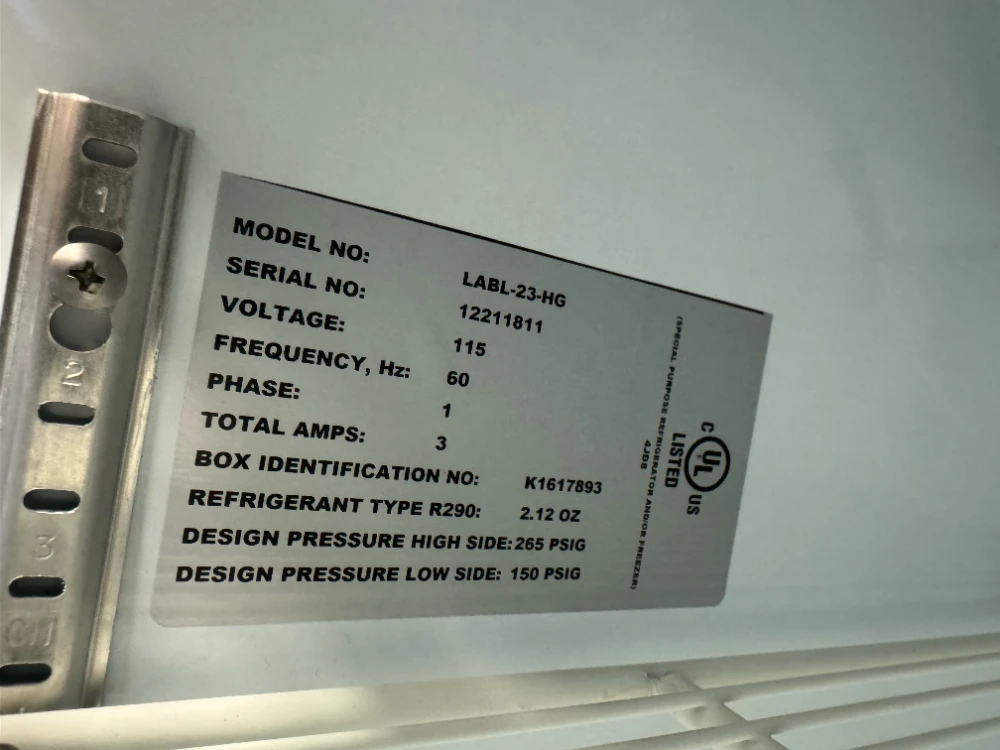 1
2
3
MODEL NO: LABL-23-HG
SERIAL NO: 12211811
VOLTAGE: 115
FREQUENCY, Hz: 60
PHASE: 1
TOTAL AMPS: 3
BOX IDENTIFICATION NO: K1617893
REFRIGERANT TYPE R290: 2.12 OZ
DESIGN PRESSURE HIGH SIDE: 265 PSIG
DESIGN PRESSURE LOW SIDE: 150 PSIG
C UL US
LISTED
4JD8
(SPECIAL PURPOSE REFRIGERATOR AND/OR FREEZER)